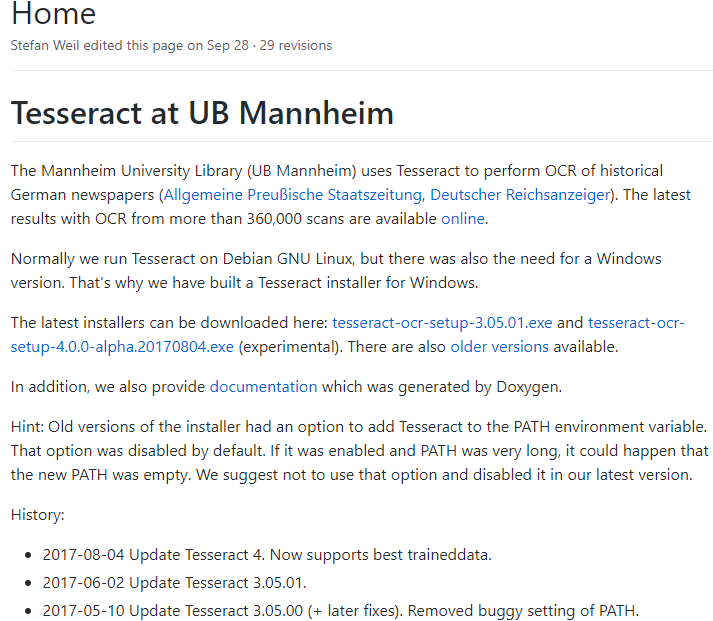 Home
Stefan Weil edited this page on Sep 28 · 29 revisions
Tesseract at UB Mannheim
The Mannheim University Library (UB Mannheim) uses Tesseract to perform OCR of historical
German newspapers (Allgemeine Preußische Staatszeitung, Deutscher Reichsanzeiger). The latest
results with OCR from more than 360,000 scans are available online.
Normally we run Tesseract on Debian GNU Linux, but there was also the need for a Windows
version. That's why we have built a Tesseract installer for Windows.
The latest installers can be downloaded here: tesseract-ocr-setup-3.05.01.exe and tesseract-ocr-
setup-4.0.0-alpha.20170804.exe (experimental). There are also older versions available.
In addition, we also provide documentation which was generated by Doxygen.
Hint: Old versions of the installer had an option to add Tesseract to the PATH environment variable.
That option was disabled by default. If it was enabled and PATH was very long, it could happen that
the new PATH was empty. We suggest not to use that option and disabled it in our latest version.
History:
• 2017-08-04 Update Tesseract 4. Now supports best traineddata.
• 2017-06-02 Update Tesseract 3.05.01.
• 2017-05-10 Update Tesseract 3.05.00 (+ later fixes). Removed buggy setting of PATH.